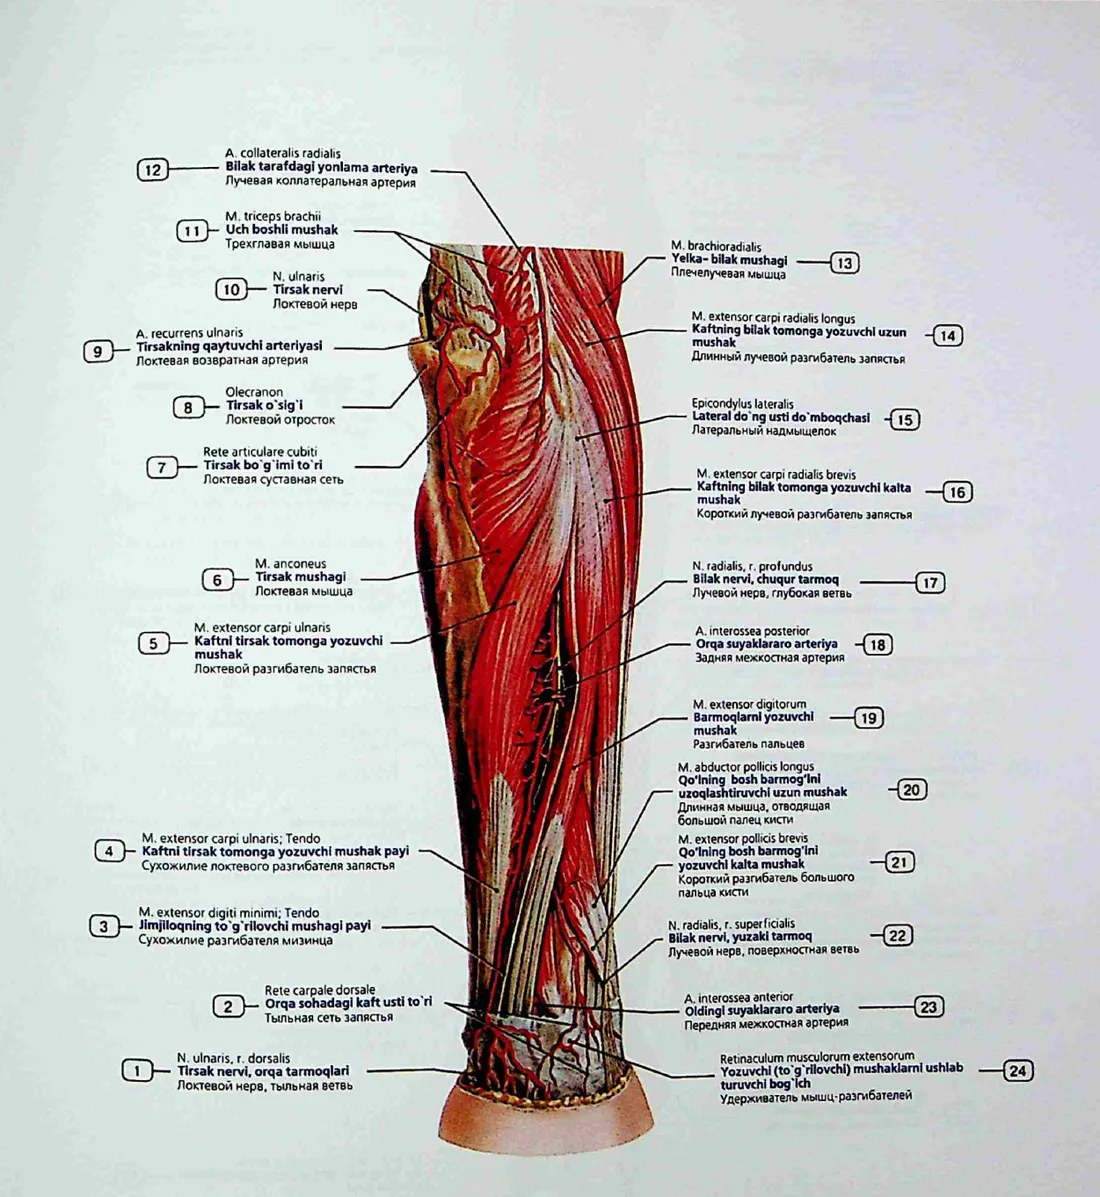 12
A. collateralis radialis
Bilak tarafdagi yonlama arteriya
Лучевая коллатеральная артерия
11
M. triceps brachii
Uch boshli mushak
Трехглавая мышца
10
N. ulnaris
Tirsak nervi
Локтевой нерв
9
A. recurrens ulnaris
Tirsakning qaytuvchi arteriyasi
Локтевая возвратная артерия
8
Olecranon
Tirsak o`sig`i
Локтевой отросток
7
Rete articulare cubiti
Tirsak bo`g`imi to`ri
Локтевая суставная сеть
6
M. anconeus
Tirsak mushagi
Локтевая мышца
5
M. extensor carpi ulnaris
Kaftni tirsak tomonga yozuvchi
mushak
Локтевой разгибатель запястья
4
M. extensor carpi ulnaris; Tendo
Kaftni tirsak tomonga yozuvchi mushak payi
Сухожилие локтевого разгибателя запястья
3
M. extensor digiti minimi; Tendo
Jimjiloqning to`g`rilovchi mushagi payi
Сухожилие разгибателя мизинца
2
Rete carpale dorsale
Orqa sohadagi kaft usti to`ri
Тыльная сеть запястья
1
N. ulnaris, r. dorsalis
Tirsak nervi, orqa tarmoqlari
Локтевой нерв, тыльная ветвь
M. brachioradialis
Yelka- bilak mushagi
Плечелучевая мышца
13
M. extensor carpi radialis longus
Kaftning bilak tomonga yozuvchi uzun
mushak
Длинный лучевой разгибатель запястья
14
Epicondylus lateralis
Lateral do`ng usti do`mboqchasi
Латеральный надмыщелок
15
M. extensor carpi radialis brevis
Kaftning bilak tomonga yozuvchi kalta
mushak
Короткий лучевой разгибатель запястья
16
N. radialis, r. profundus
Bilak nervi, chuqur tarmoq
Лучевой нерв, глубокая ветвь
17
A. interossea posterior
Orqa suyaklararo arteriya
Задняя межкостная артерия
18
M. extensor digitorum
Barmoqlarni yozuvchi
mushak
Разгибатель пальцев
19
M. abductor pollicis longus
Qo'lning bosh barmog'ini
uzoqlashtiruvchi uzun mushak
Длинная мышца, отводящая
большой палец кисти
20
M. extensor pollicis brevis
Qo'lning bosh barmog'ini
yozuvchi kalta mushak
Короткий разгибатель большого
пальца кисти
21
N. radialis, r. superficialis
Bilak nervi, yuzaki tarmoq
Лучевой нерв, поверхностная ветвь
22
A. interossea anterior
Oldingi suyaklararo arteriya
Передняя межкостная артерия
23
Retinaculum musculorum extensorum
Yozuvchi (to`g`rilovchi) mushaklarni ushlab
turuvchi bog`ich
Удерживатель мышц-разгибателей
24